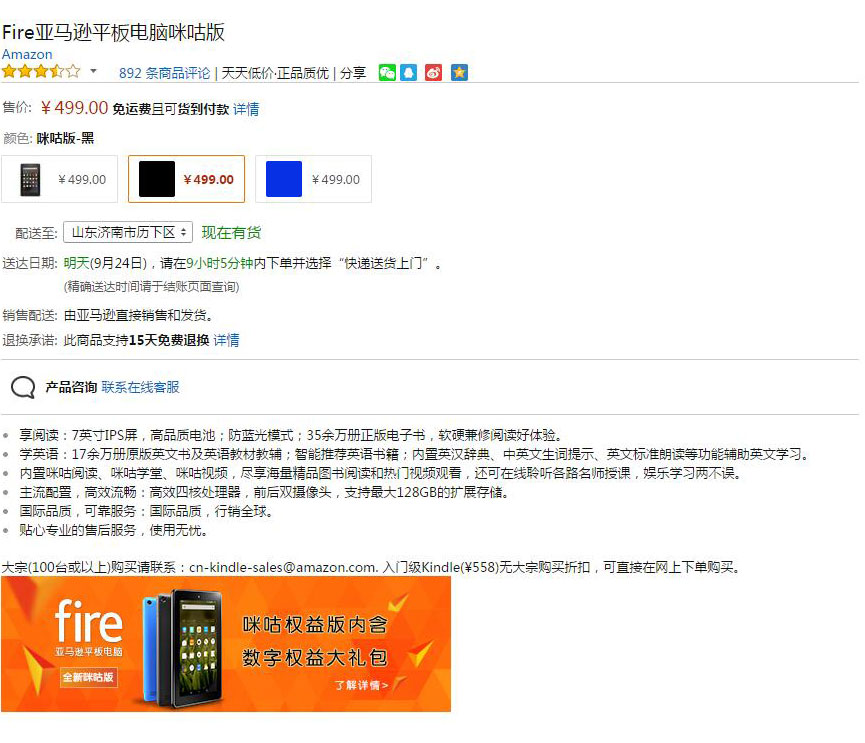 Fire亚马逊平板电脑咪咕版
Amazon
892 条商品评论 | 天天低价·正品质优 | 分享
售价: ￥499.00 免运费且可货到付款 详情
颜色: 咪咕版-黑
￥499.00 ￥499.00 ￥499.00
配送至: 山东济南市历下区 现在有货
送达日期: 明天(9月24日)，请在9小时5分钟内下单并选择“快递送货上门”。
(精确送达时间请于结账页面查询)
销售配送: 由亚马逊直接销售和发货。
退换承诺: 此商品支持15天免费退换 详情
产品咨询 联系在线客服
享阅读：7英寸IPS屏，高品质电池；防蓝光模式；35余万册正版电子书，软硬兼修阅读好体验。
学英语：17余万册原版英文书及英语教材教辅；智能推荐英语书籍；内置英汉辞典、中英文生词提示、英文标准朗读等功能辅助英文学习。
内置咪咕阅读、咪咕学堂、咪咕视频，尽享海量精品图书阅读和热门视频观看，还可在线聆听各路名师授课，娱乐学习两不误。
主流配置，高效流畅：高效四核处理器，前后双摄像头，支持最大128GB的扩展存储。
国际品质，可靠服务：国际品质，行销全球。
贴心专业的售后服务，使用无忧。
大宗(100台或以上)购买请联系：cn-kindle-sales@amazon.com. 入门级Kindle(¥558)无大宗购买折扣，可直接在网上下单购买。
fire
亚马逊平板电脑
全新咪咕版
咪咕权益版内含
数字权益大礼包
了解详情>